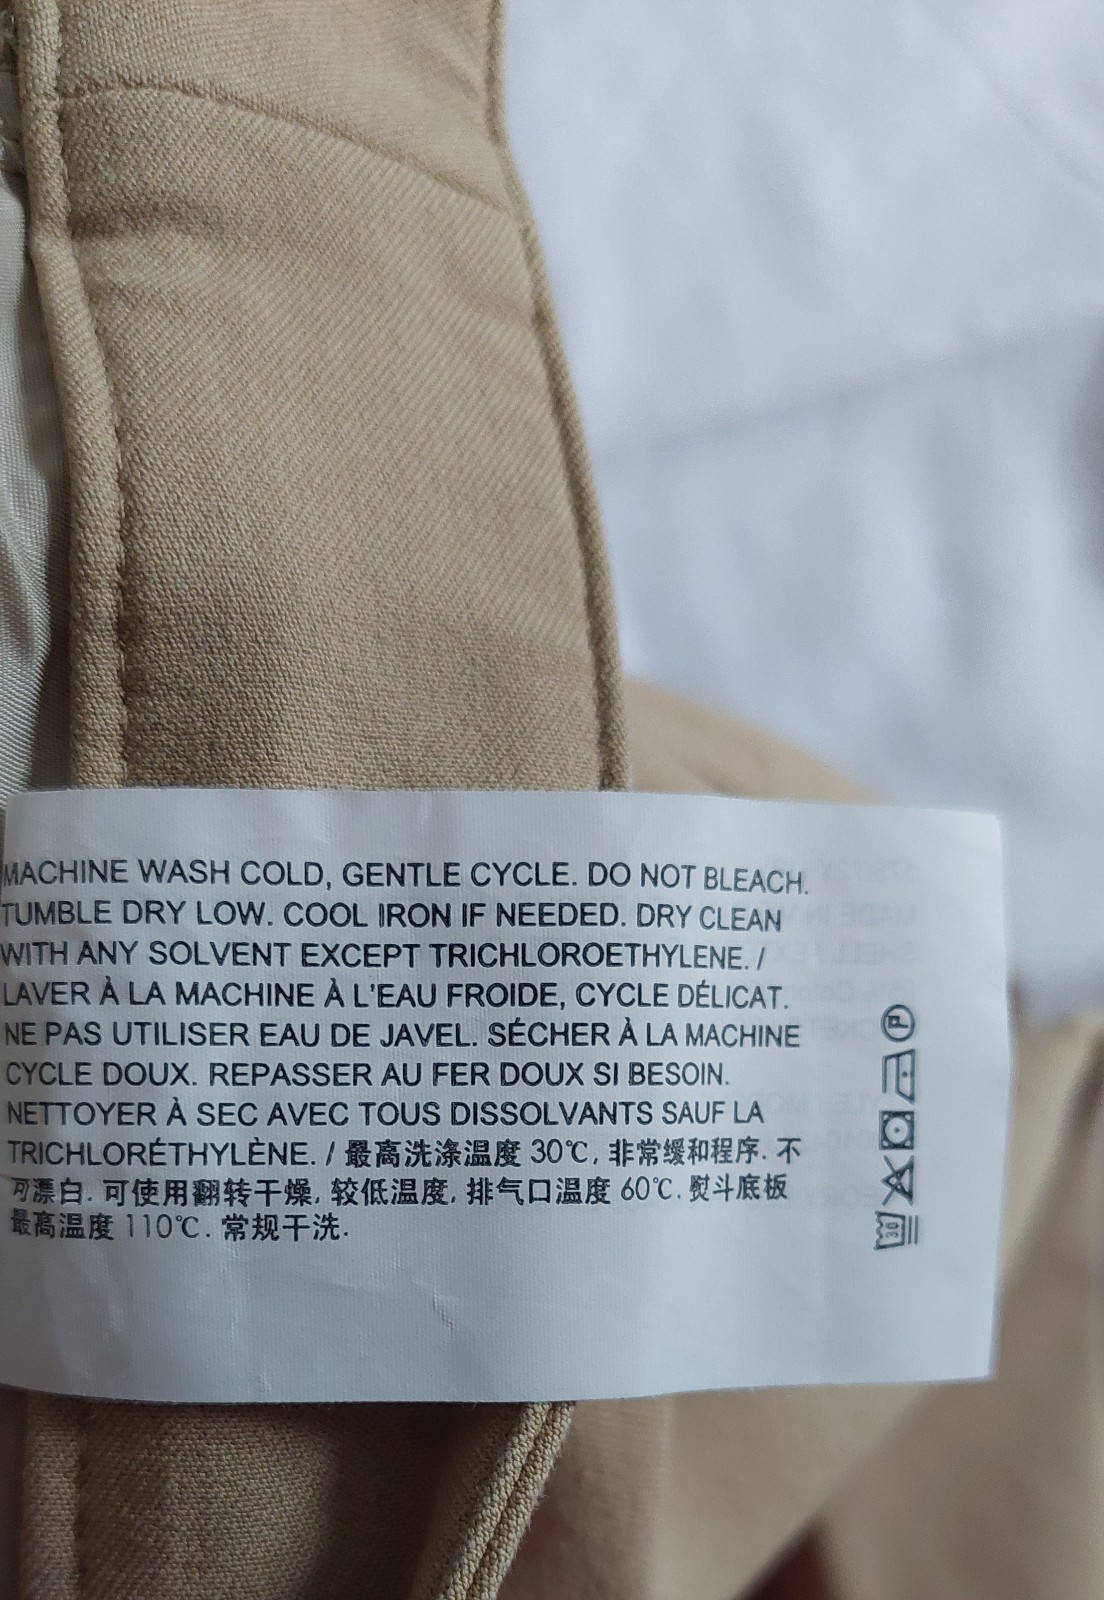 MACHINE WASH COLD, GENTLE CYCLE. DO NOT BLEACH.
TUMBLE DRY LOW. COOL IRON IF NEEDED. DRY CLEAN
WITH ANY SOLVENT EXCEPT TRICHLOROETHYLENE. /
LAVER À LA MACHINE À L'EAU FROIDE, CYCLE DÉLICAT.
NE PAS UTILISER EAU DE JAVEL. SÉCHER À LA MACHINE
CYCLE DOUX. REPASSER AU FER DOUX SI BESOIN.
NETTOYER À SEC AVEC TOUS DISSOLVANTS SAUF LA
TRICHLORÉTHYLÈNE. / 最高洗涤温度 30℃, 非常缓和程序. 不
可漂白. 可使用翻转干燥, 较低温度, 排气口温度 60℃. 熨斗底板
最高温度 110℃. 常规干洗.
P
30